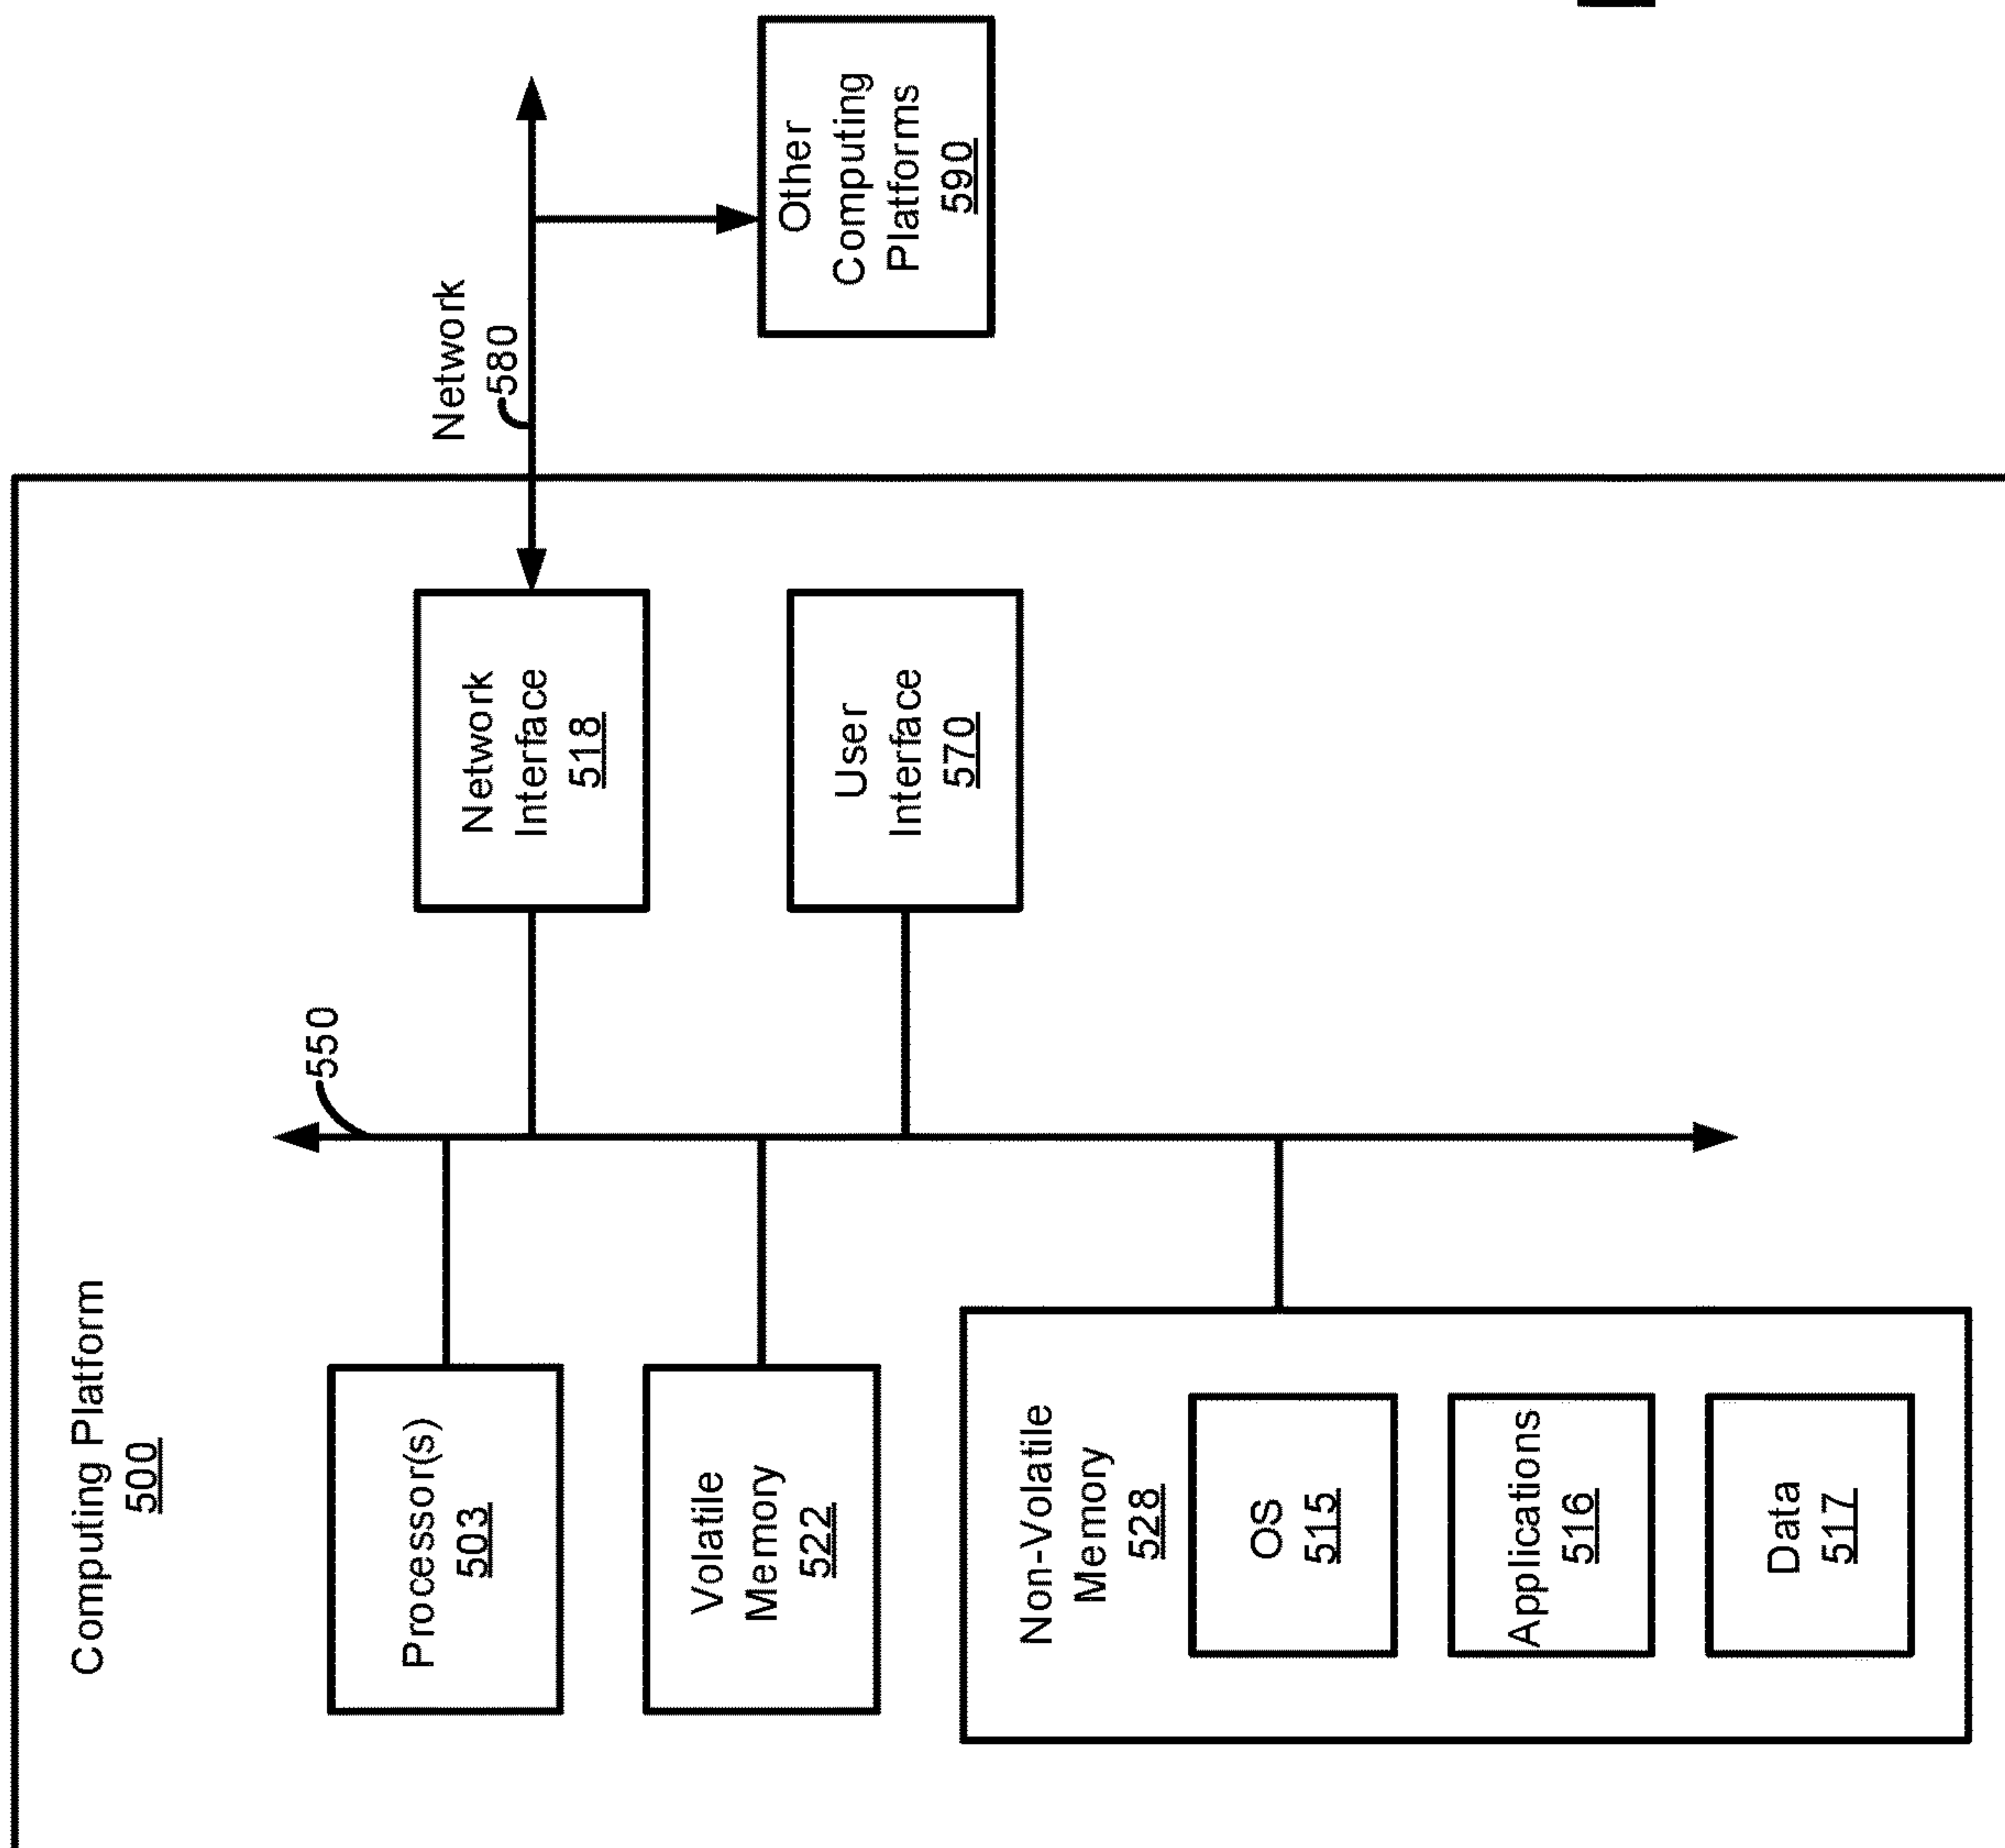 Computing Platform
500
550
Processor(s)
503
Volatile
Memory
522
Non-Volatile
Memory
528
OS
515
Applications
516
Data
517
Network
Interface
518
User
Interface
570
Network
580
Other
Computing
Platforms
590